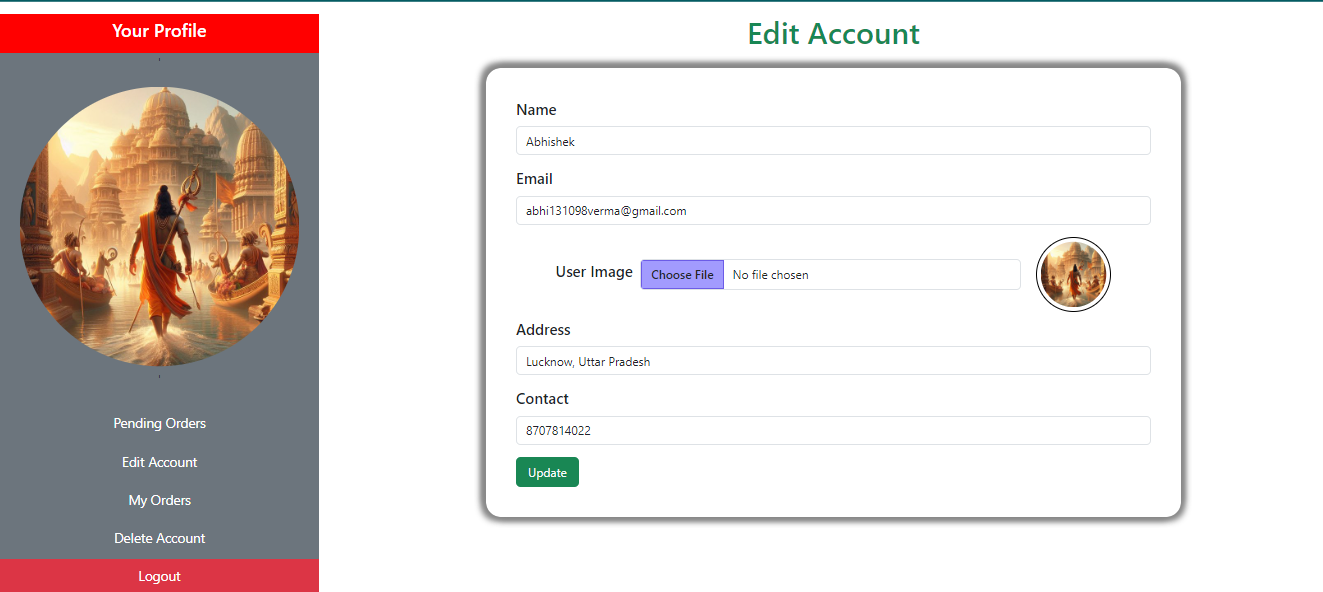 Your Profile
Pending Orders
Edit Account
My Orders
Delete Account
Logout
Edit Account
Name
Abhishek
Email
abhi131098verma@gmail.com
User Image Choose File No file chosen
Address
Lucknow, Uttar Pradesh
Contact
8707814022
Update